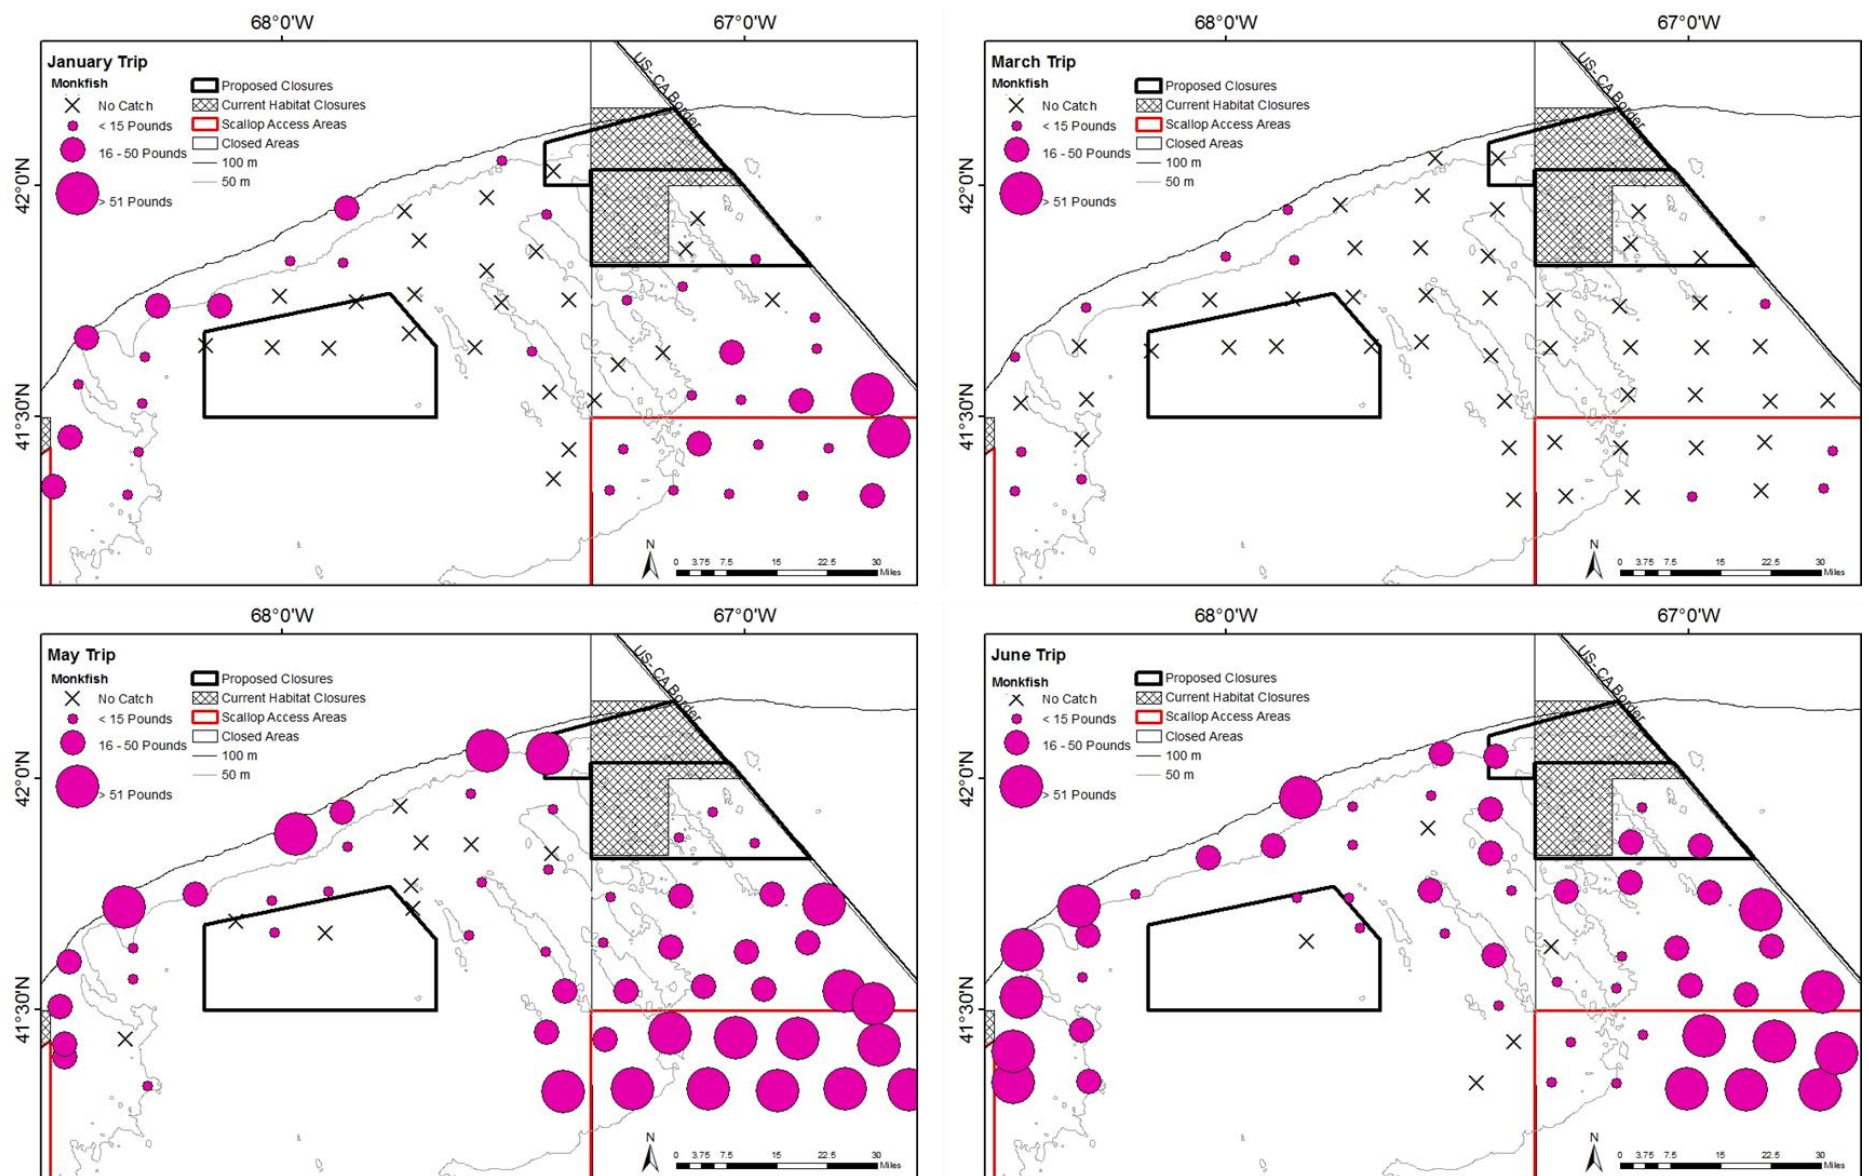 68°0'W 67°0'W
January Trip
Monkfish
No Catch
< 15 Pounds
16 - 50 Pounds
> 51 Pounds
Proposed Closures
Current Habitat Closures
Scallop Access Areas
Closed Areas
100 m
50 m
US- CA Border
42°0'N
41°30'N
N
0 3.75 7.5 15 22.5 30
Miles
68°0'W 67°0'W
March Trip
Monkfish
No Catch
< 15 Pounds
16 - 50 Pounds
> 51 Pounds
Proposed Closures
Current Habitat Closures
Scallop Access Areas
Closed Areas
100 m
50 m
US- CA Border
42°0'N
41°30'N
N
0 3.75 7.5 15 22.5 30
Miles
68°0'W 67°0'W
May Trip
Monkfish
No Catch
< 15 Pounds
16 - 50 Pounds
> 51 Pounds
Proposed Closures
Current Habitat Closures
Scallop Access Areas
Closed Areas
100 m
50 m
US- CA Border
42°0'N
41°30'N
N
0 3.75 7.5 15 22.5 30
Miles
68°0'W 67°0'W
June Trip
Monkfish
No Catch
< 15 Pounds
16 - 50 Pounds
> 51 Pounds
Proposed Closures
Current Habitat Closures
Scallop Access Areas
Closed Areas
100 m
50 m
US- CA Border
42°0'N
41°30'N
N
0 3.75 7.5 15 22.5 30
Miles